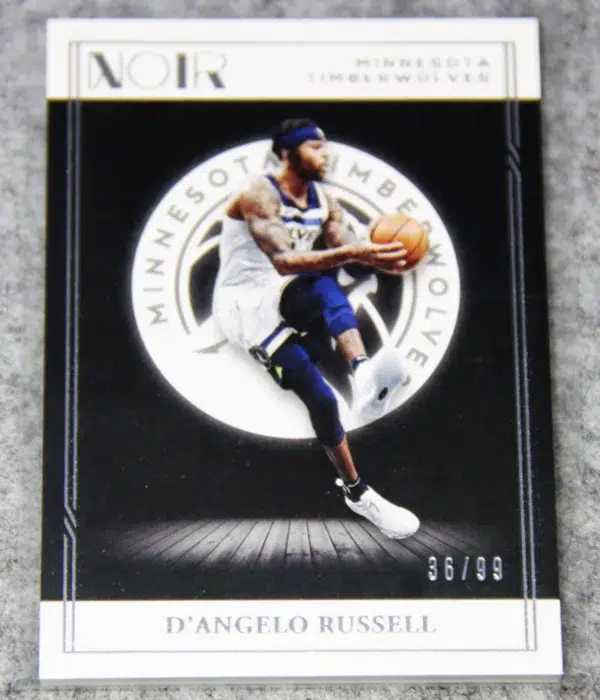 NOIR
MINNESOTA
TIMBERWOLVES
MINNESOTA TIMBERWOLVES
36/99
D'ANGELO RUSSELL